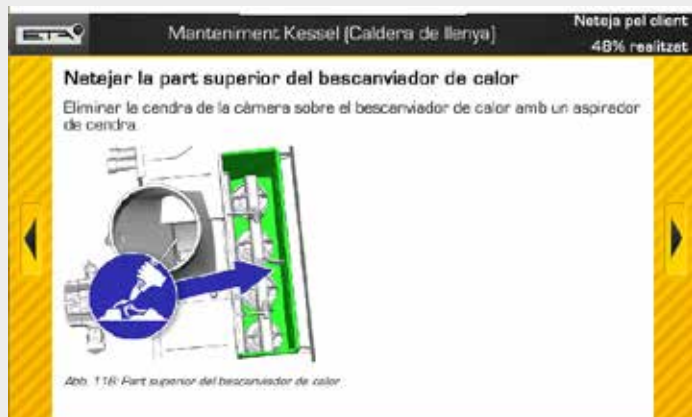 ETA
Manteniment Kessel (Caldera de llenya)
Neteja pel client
48% realitzat
Netejar la part superior del bescanviador de calor
Eliminar la cendra de la càmera sobre el bescanviador de calor amb un aspirador
de cendra.
Abb. 116: Part superior del bescanviador de calor